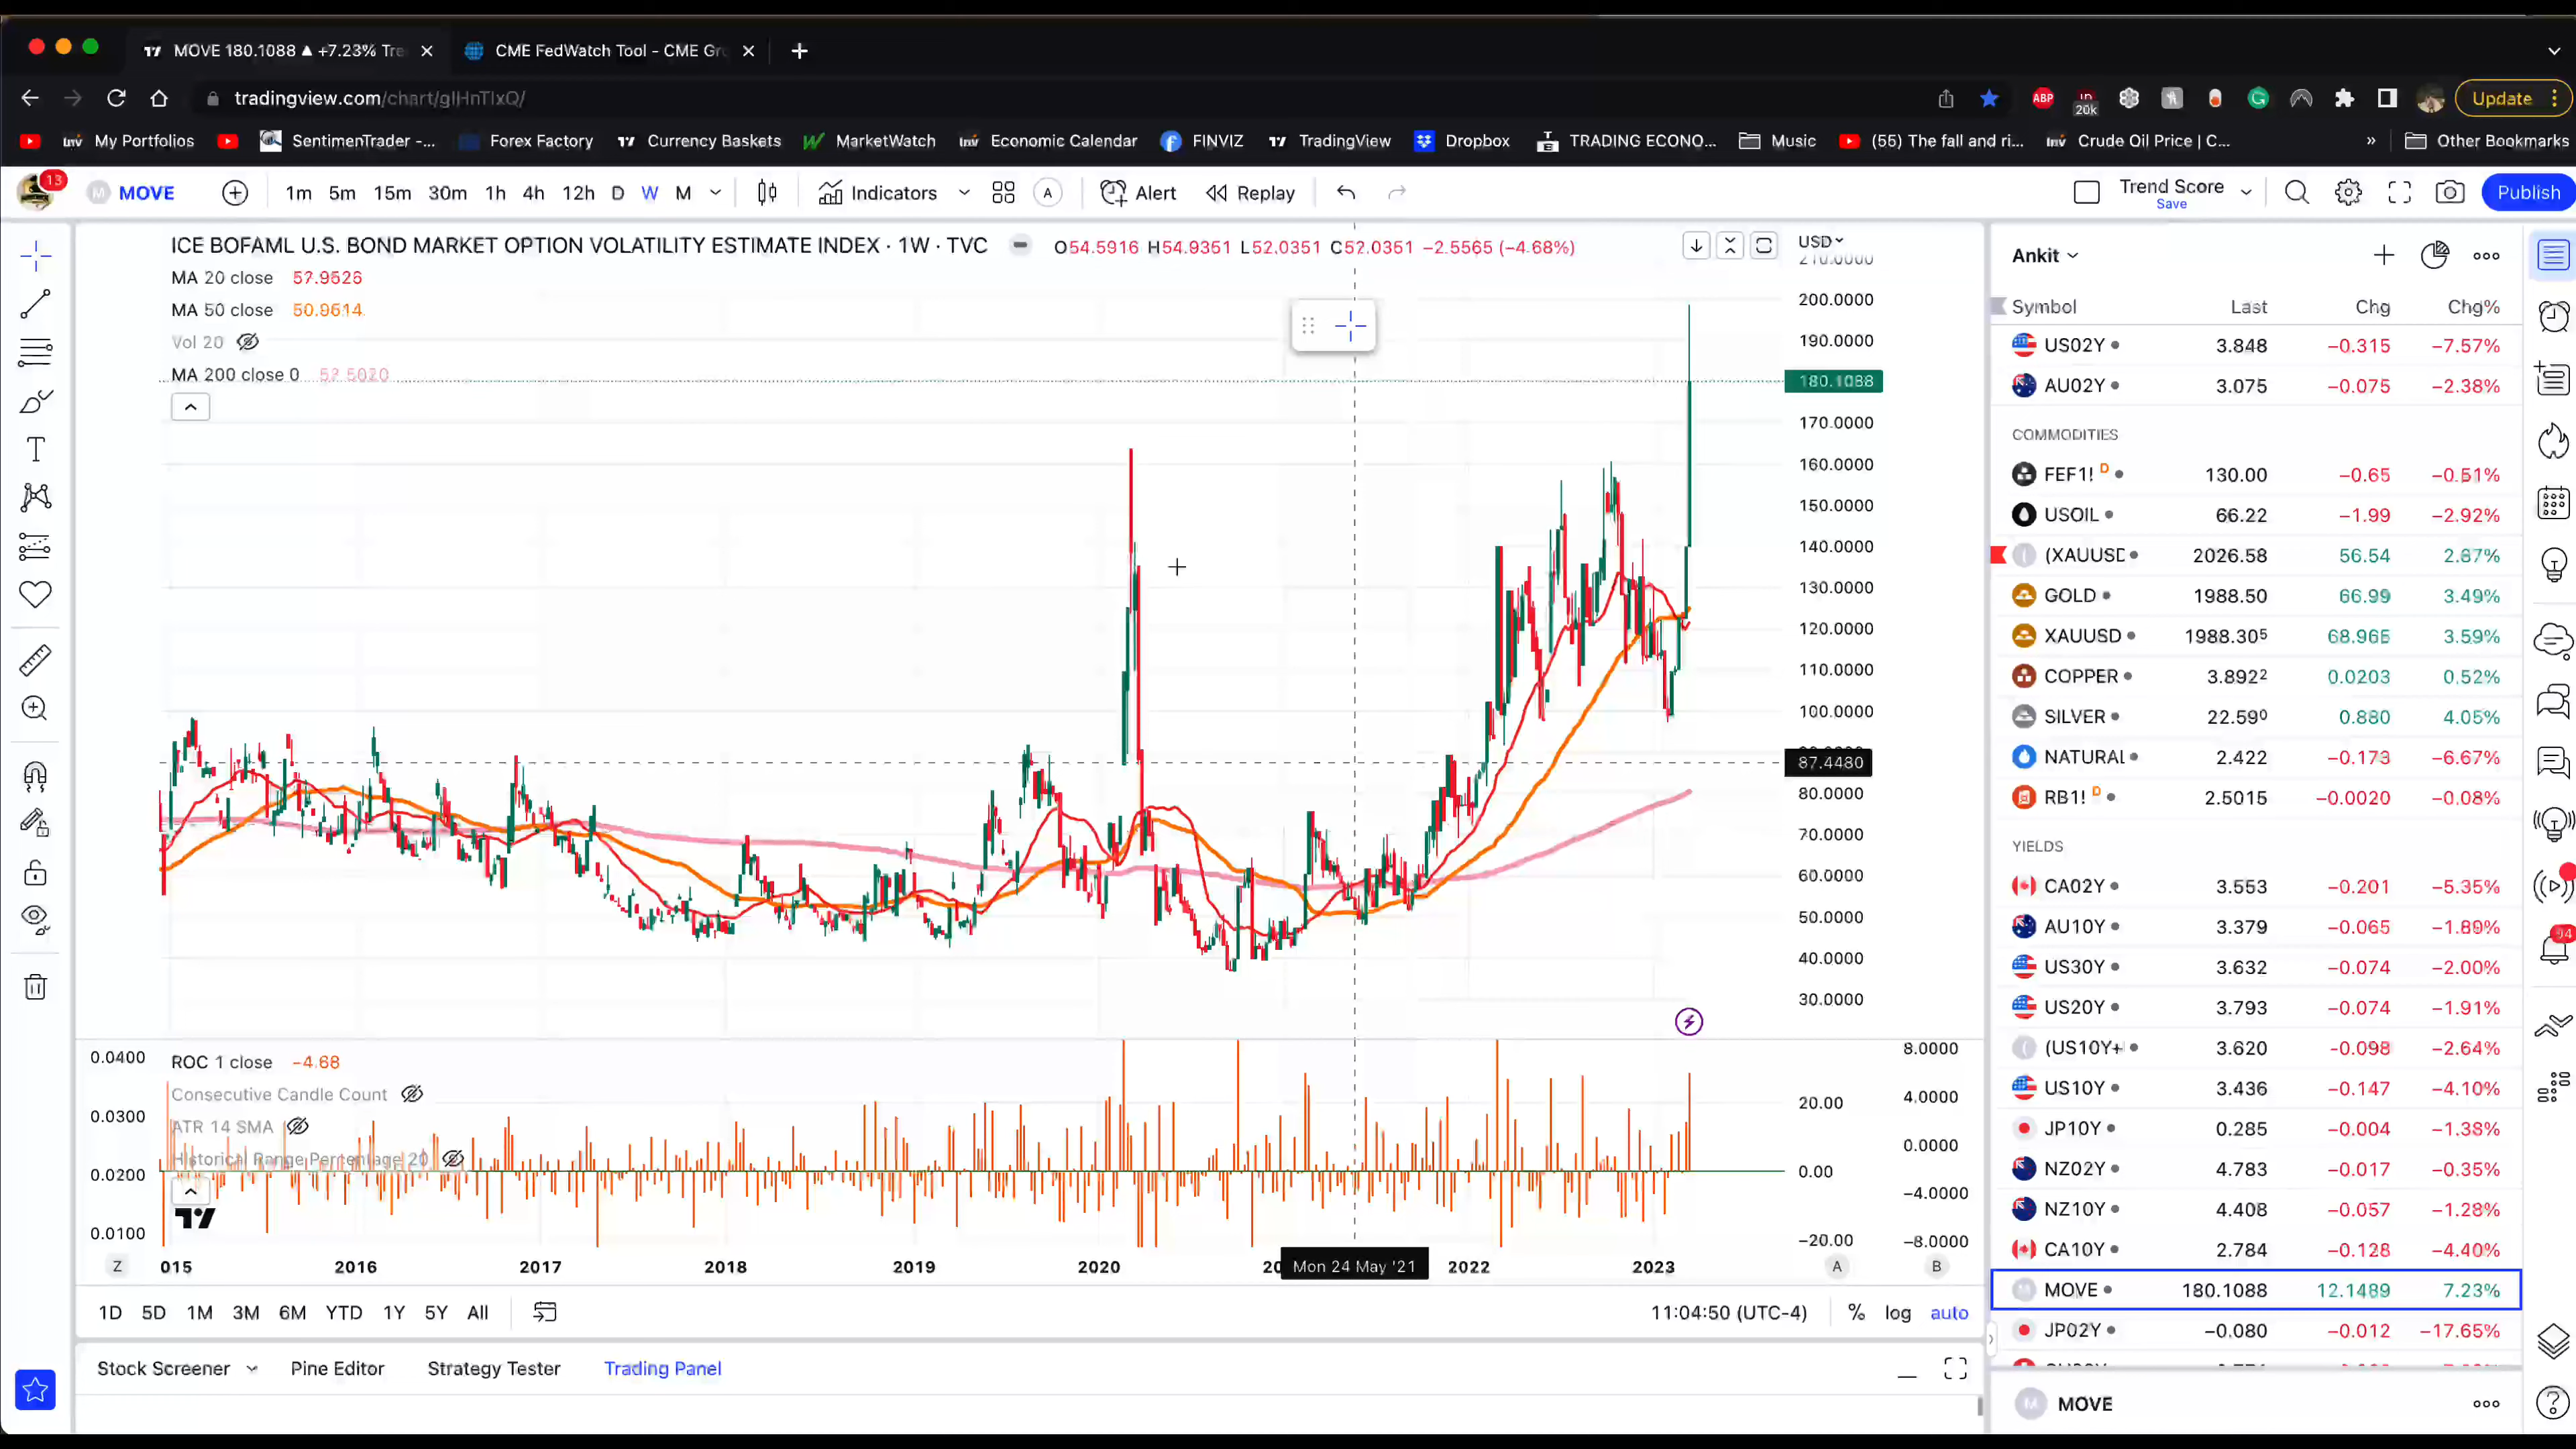 MOVE 180.1088 ▲ +7.23% Tre
CME FedWatch Tool - CME Gr
tradingview.com/chart/gIHnTIxQ/
ABP
20k
Update
My Portfolios
SentimenTrader -...
Forex Factory
Currency Baskets
MarketWatch
Inv Economic Calendar
FINVIZ
TradingView
Dropbox
TRADING ECONO...
Music
(55) The fall and ri...
Inv Crude Oil Price | C...
»
Other Bookmarks
13
M MOVE
1m 5m 15m 30m 1h 4h 12h D W M
Indicators
A
Alert
Replay
Trend Score
Save
Publish
ICE BOFAML U.S. BOND MARKET OPTION VOLATILITY ESTIMATE INDEX · 1W · TVC
O54.5916 H54.9351 L52.0351 C52.0351 −2.5565 (−4.68%)
MA 20 close 57.9526
MA 50 close 50.9614
Vol 20
MA 200 close 0
USD
210.0000
200.0000
190.0000
180.1088
170.0000
160.0000
150.0000
140.0000
130.0000
120.0000
110.0000
100.0000
87.4480
80.0000
70.0000
60.0000
50.0000
40.0000
30.0000
0.0400
0.0300
0.0200
0.0100
ROC 1 close −4.68
Consecutive Candle Count
ATR 14 SMA
Historical Range Percentage 20
20.00
0.00
−20.00
8.0000
4.0000
0.0000
−4.0000
−8.0000
Z 015 2016 2017 2018 2019 2020 20 Mon 24 May '21 2022 2023 A B
1D 5D 1M 3M 6M YTD 1Y 5Y All
11:04:50 (UTC-4) % log auto
Stock Screener Pine Editor Strategy Tester Trading Panel
Ankit
Symbol Last Chg Chg%
US02Y 3.848 −0.315 −7.57%
AU02Y 3.075 −0.075 −2.38%
COMMODITIES
FEF1! D 130.00 −0.65 −0.51%
USOIL 66.22 −1.99 −2.92%
(XAUUSD 2026.58 56.54 2.87%
GOLD 1988.50 66.99 3.49%
XAUUSD 1988.30⁵ 68.965 3.59%
COPPER 3.892² 0.0203 0.52%
SILVER 22.59⁰ 0.880 4.05%
NATURAL 2.422 −0.173 −6.67%
RB1! D 2.5015 −0.0020 −0.08%
YIELDS
CA02Y 3.553 −0.201 −5.35%
AU10Y 3.379 −0.065 −1.89%
US30Y 3.632 −0.074 −2.00%
US20Y 3.793 −0.074 −1.91%
(US10Y+ 3.620 −0.098 −2.64%
US10Y 3.436 −0.147 −4.10%
JP10Y 0.285 −0.004 −1.38%
NZ02Y 4.783 −0.017 −0.35%
NZ10Y 4.408 −0.057 −1.28%
CA10Y 2.784 −0.128 −4.40%
MOVE 180.1088 12.1489 7.23%
JP02Y −0.080 −0.012 −17.65%
MOVE